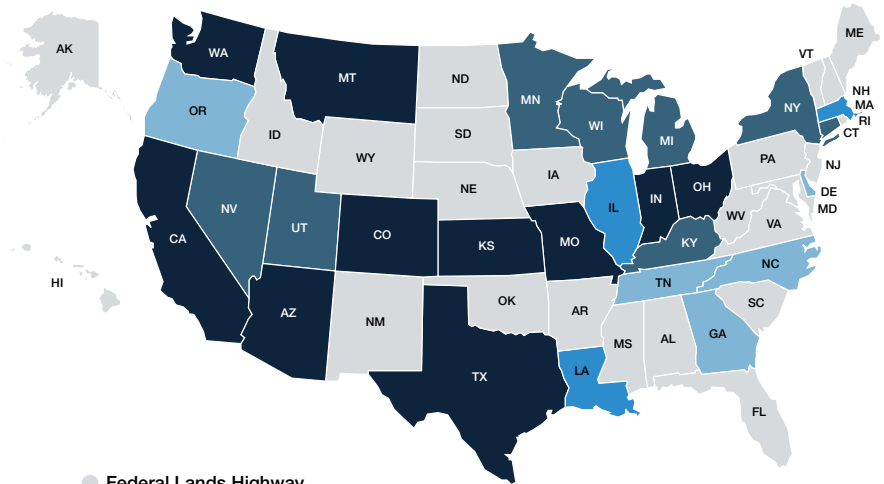 AK
WA
MT
ND
MN
VT
ME
OR
ID
SD
WI
MI
NY
NH
MA
RI
CT
WY
IA
PA
NJ
NV
NE
IL
IN
OH
DE
MD
UT
CO
KS
MO
KY
WV
VA
CA
HI
AZ
NM
OK
AR
TN
NC
SC
MS
AL
GA
TX
LA
FL
Federal Lands Highway